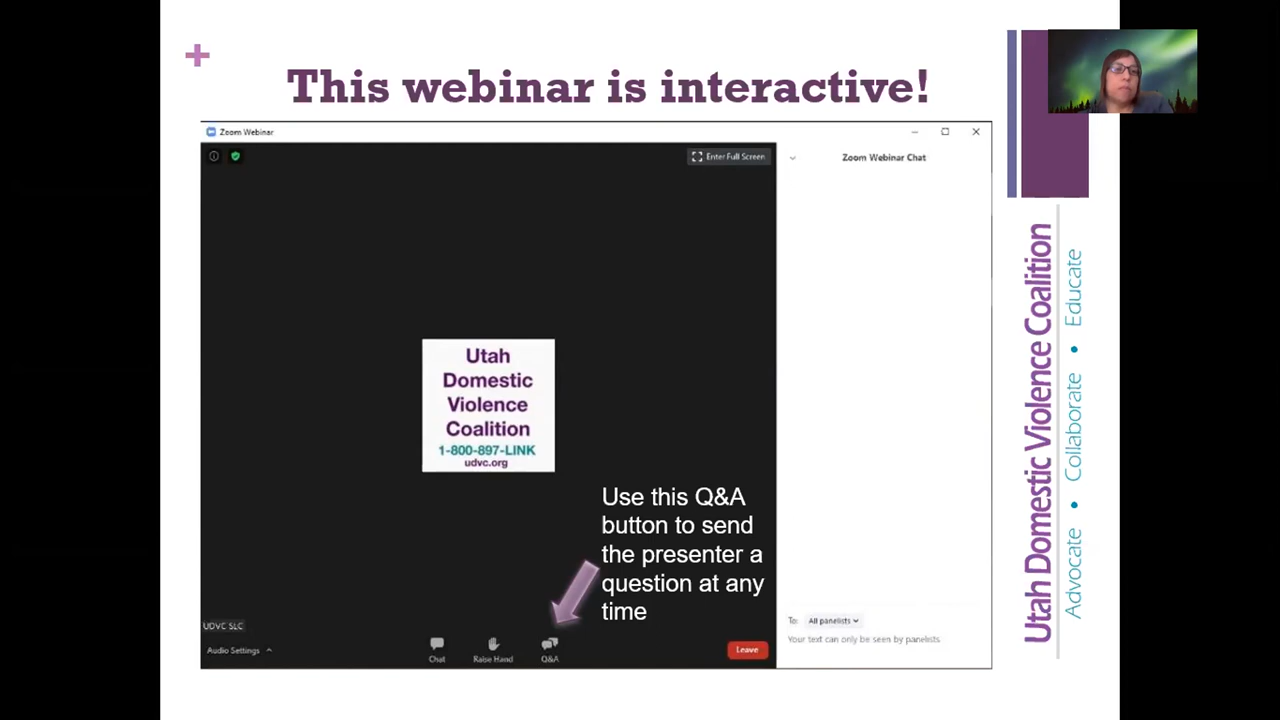 +
This webinar is interactive!
Zoom Webinar
Enter Full Screen
Zoom Webinar Chat
Utah
Domestic
Violence
Coalition
1-800-897-LINK
udvc.org
Use this Q&A
button to send
the presenter a
question at any
time
UDVC SLC
Audio Settings
Chat
Raise Hand
Q&A
Leave
To: All panelists
Your text can only be seen by panelists
Utah Domestic Violence Coalition
Advocate • Collaborate • Educate